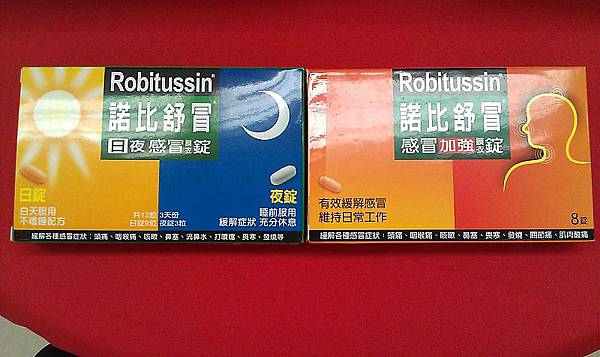 Robitussin®
諾比舒冒®
日夜感冒膜衣錠
日錠
白天服用
不嗜睡配方
共12粒 3天份
日錠9粒 夜錠3粒
夜錠
睡前服用
緩解症狀 充分休息
緩解各種感冒症狀：頭痛、咽喉痛、咳嗽、鼻塞、流鼻水、打噴嚏、畏寒、發燒等
Robitussin®
諾比舒冒®
感冒加強膜衣錠
有效緩解感冒
維持日常工作
8錠
緩解各種感冒症狀：頭痛、咽喉痛、咳嗽、鼻塞、畏寒、發燒、關節痛、肌肉酸痛